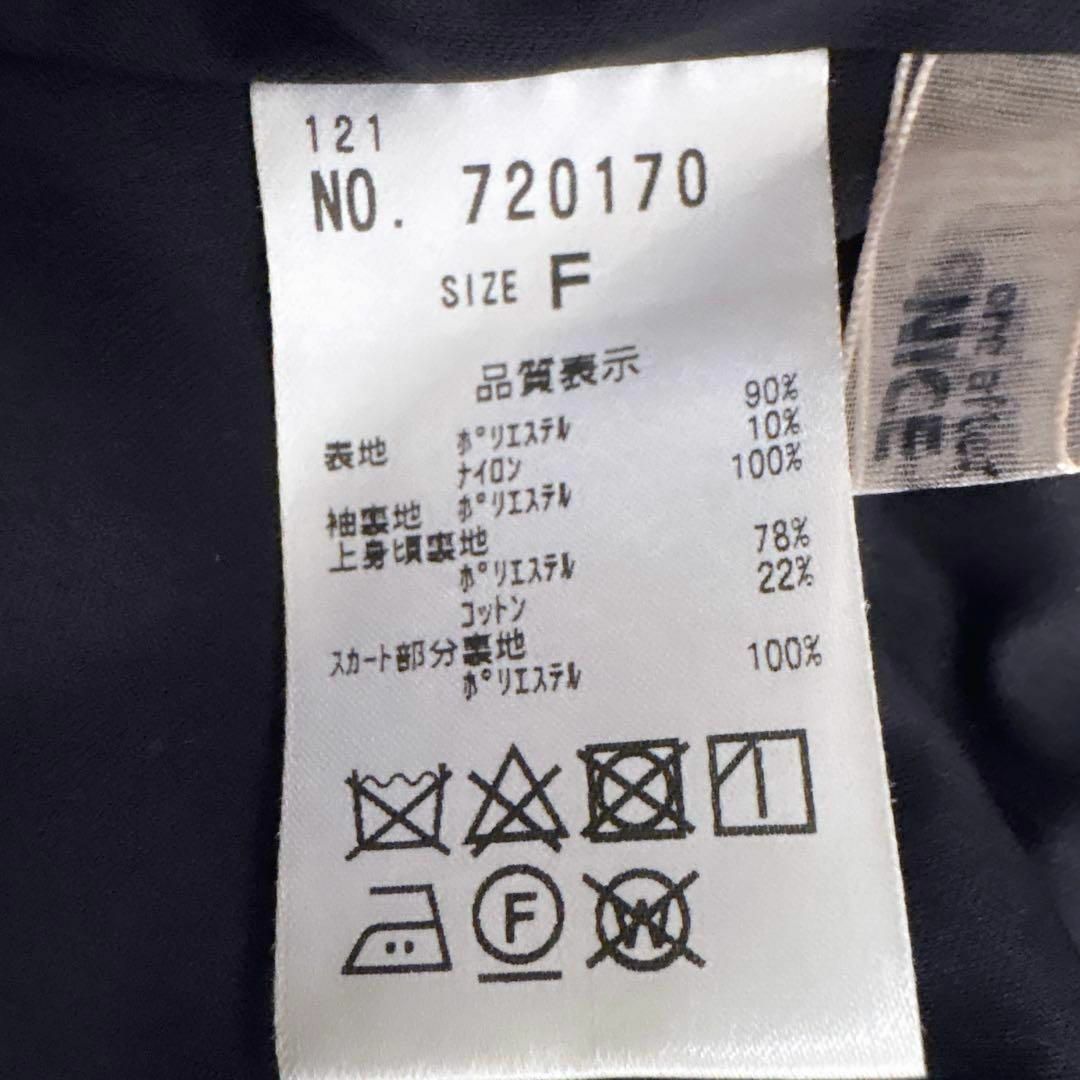 121
NO. 720170
SIZE F
品質表示
表地 ポリエステル 90%
ナイロン 10%
袖裏地 ポリエステル 100%
上身頃裏地
ポリエステル 78%
コットン 22%
スカート部分裏地
ポリエステル 100%
F
W
one after
NICE